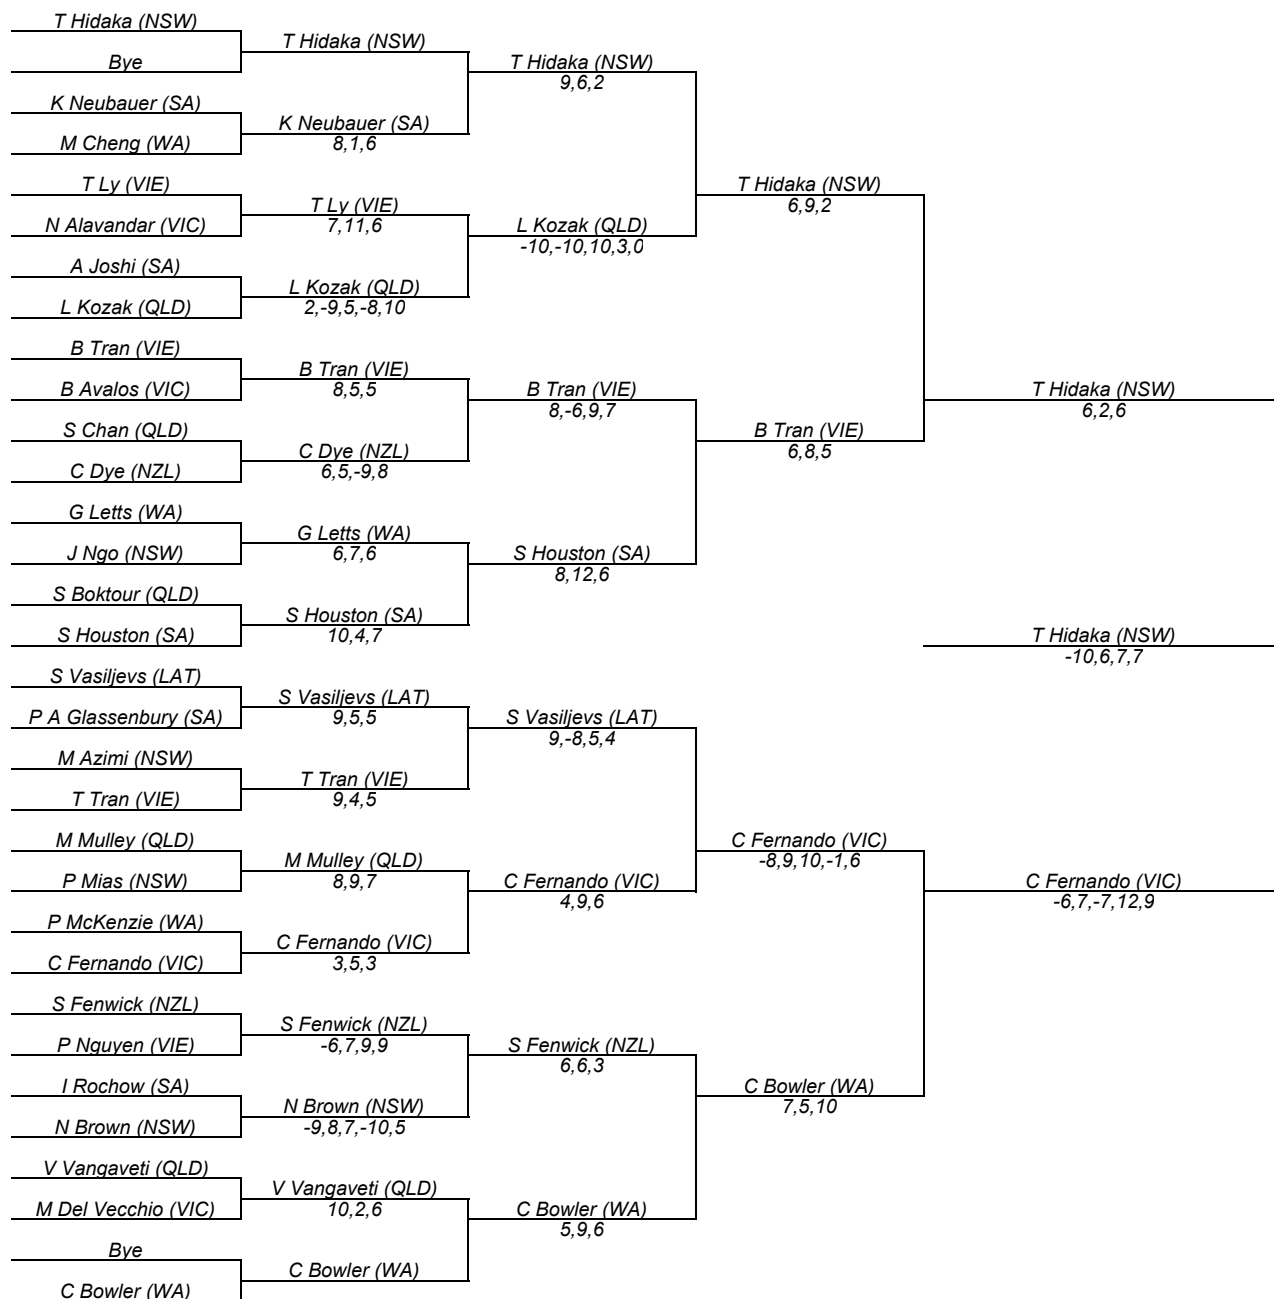 T Hidaka (NSW)
Bye
K Neubauer (SA)
M Cheng (WA)
T Ly (VIE)
N Alavandar (VIC)
A Joshi (SA)
L Kozak (QLD)
B Tran (VIE)
B Avalos (VIC)
S Chan (QLD)
C Dye (NZL)
G Letts (WA)
J Ngo (NSW)
S Boktour (QLD)
S Houston (SA)
S Vasiljevs (LAT)
P A Glassenbury (SA)
M Azimi (NSW)
T Tran (VIE)
M Mulley (QLD)
P Mias (NSW)
P McKenzie (WA)
C Fernando (VIC)
S Fenwick (NZL)
P Nguyen (VIE)
I Rochow (SA)
N Brown (NSW)
V Vangaveti (QLD)
M Del Vecchio (VIC)
Bye
C Bowler (WA)
T Hidaka (NSW)
K Neubauer (SA)
8,1,6
T Ly (VIE)
7,11,6
L Kozak (QLD)
2,-9,5,-8,10
B Tran (VIE)
8,5,5
C Dye (NZL)
6,5,-9,8
G Letts (WA)
6,7,6
S Houston (SA)
10,4,7
S Vasiljevs (LAT)
9,5,5
T Tran (VIE)
9,4,5
M Mulley (QLD)
8,9,7
C Fernando (VIC)
3,5,3
S Fenwick (NZL)
-6,7,9,9
N Brown (NSW)
-9,8,7,-10,5
V Vangaveti (QLD)
10,2,6
C Bowler (WA)
T Hidaka (NSW)
9,6,2
L Kozak (QLD)
-10,-10,10,3,0
B Tran (VIE)
8,-6,9,7
S Houston (SA)
8,12,6
S Vasiljevs (LAT)
9,-8,5,4
C Fernando (VIC)
4,9,6
S Fenwick (NZL)
6,6,3
C Bowler (WA)
5,9,6
T Hidaka (NSW)
6,9,2
B Tran (VIE)
6,8,5
C Fernando (VIC)
-8,9,10,-1,6
C Bowler (WA)
7,5,10
T Hidaka (NSW)
6,2,6
T Hidaka (NSW)
-10,6,7,7
C Fernando (VIC)
-6,7,-7,12,9